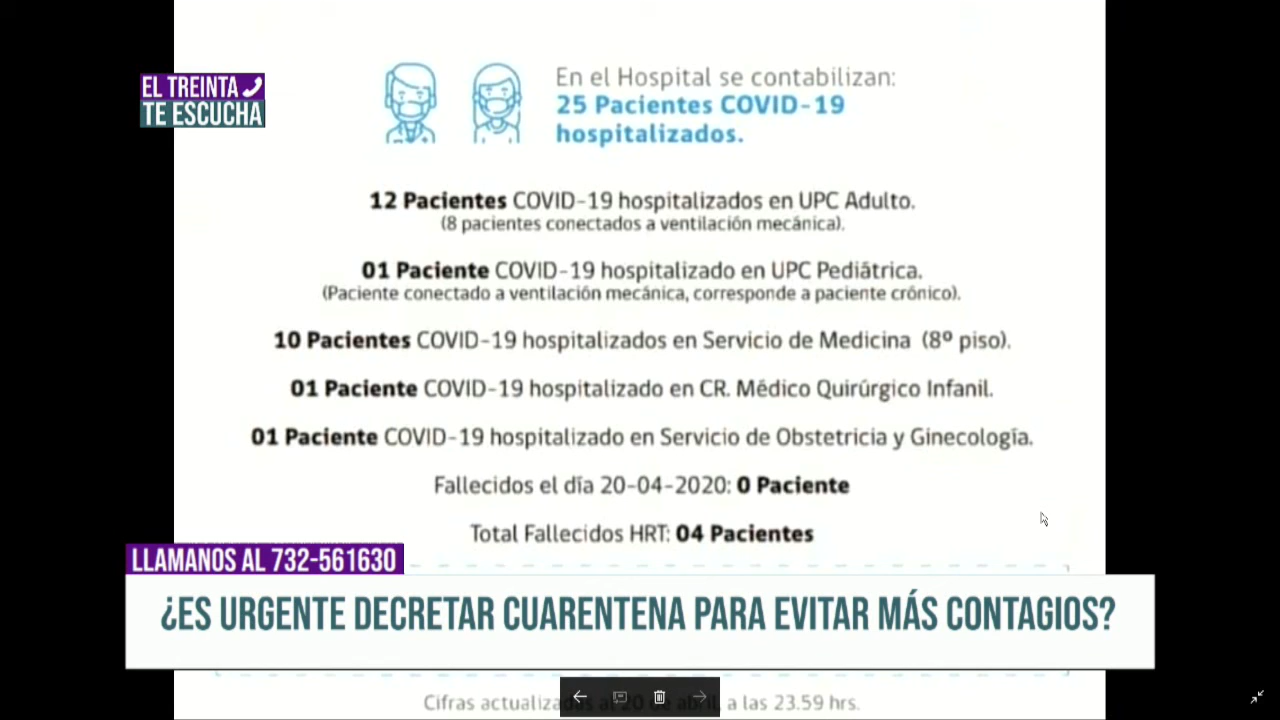 EL TREINTA
TE ESCUCHA
En el Hospital se contabilizan:
25 Pacientes COVID-19
hospitalizados.
12 Pacientes COVID-19 hospitalizados en UPC Adulto.
(8 pacientes conectados a ventilación mecánica).
01 Paciente COVID-19 hospitalizado en UPC Pediátrica.
(Paciente conectado a ventilación mecánica, corresponde a paciente crónico).
10 Pacientes COVID-19 hospitalizados en Servicio de Medicina (8º piso).
01 Paciente COVID-19 hospitalizado en CR. Médico Quirúrgico Infanil.
01 Paciente COVID-19 hospitalizado en Servicio de Obstetricia y Ginecología.
Fallecidos el día 20-04-2020: 0 Paciente
Total Fallecidos HRT: 04 Pacientes
LLAMANOS AL 732-561630
¿ES URGENTE DECRETAR CUARENTENA PARA EVITAR MÁS CONTAGIOS?
Cifras actualizadas al 20 de abril, a las 23.59 hrs.